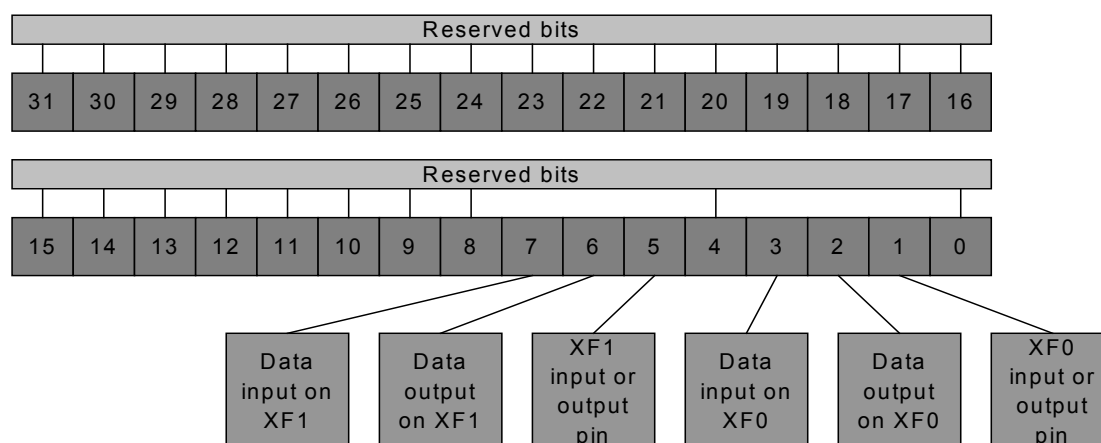 Reserved bits
31 30 29 28 27 26 25 24 23 22 21 20 19 18 17 16
Reserved bits
15 14 13 12 11 10 9 8 7 6 5 4 3 2 1 0
Data
input on
XF1
Data
output
on XF1
XF1
input or
output
pin
Data
input on
XF0
Data
output
on XF0
XF0
input or
output
pin